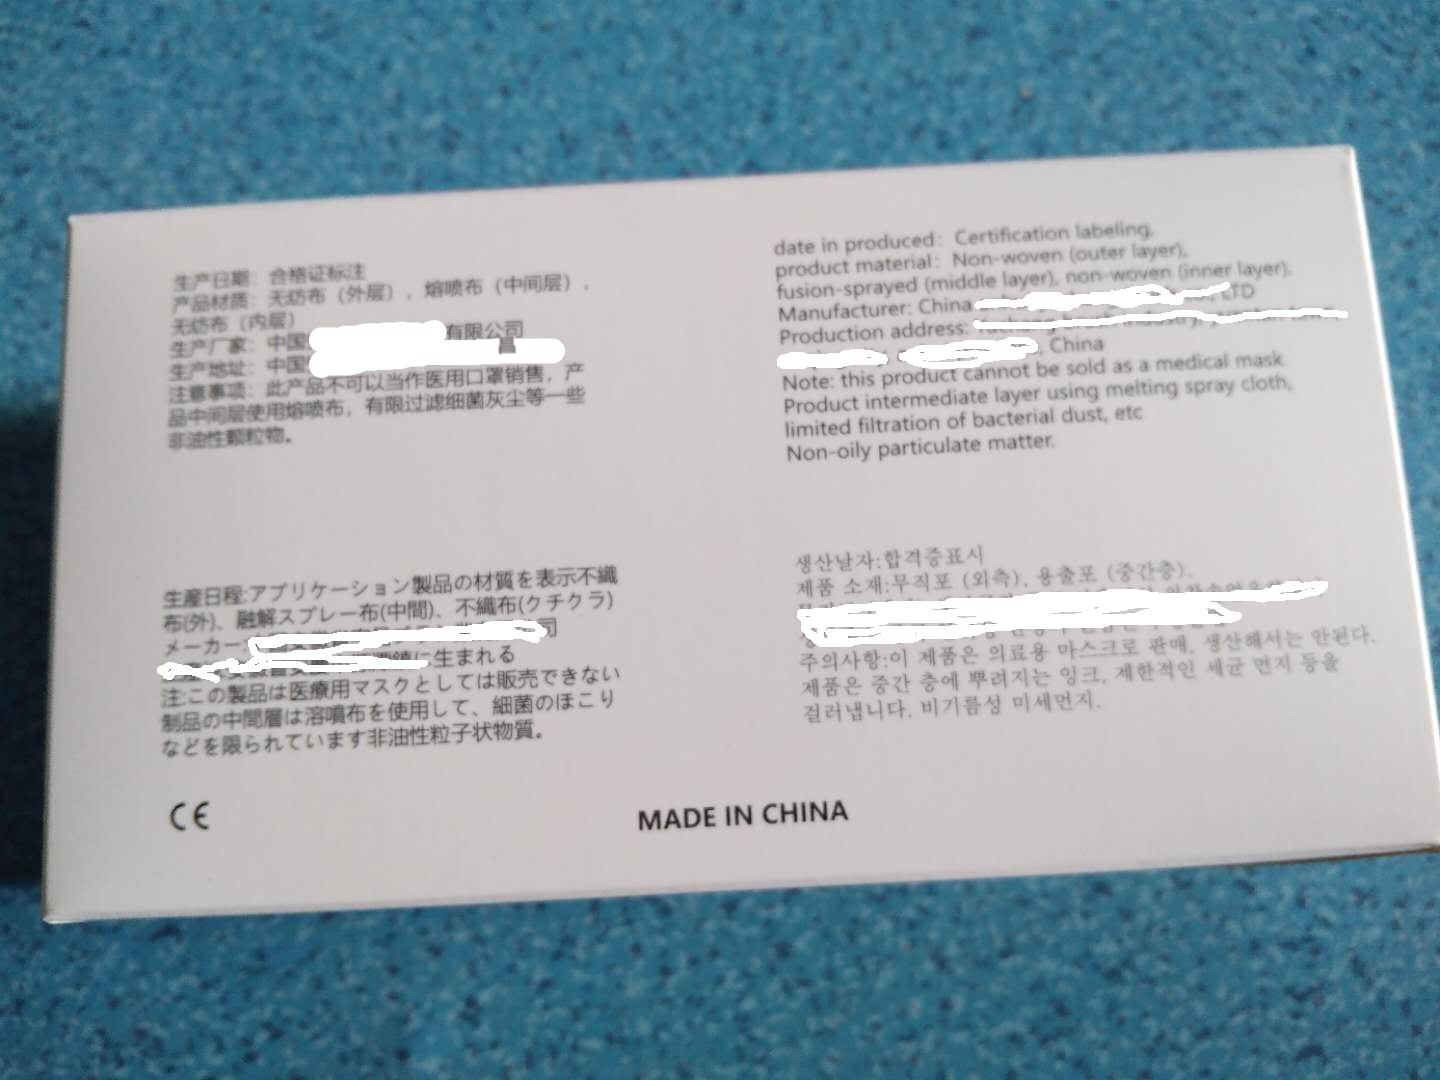 生产日期：合格证标注
产品材质：无纺布（外层），熔喷布（中间层），
无纺布（内层）
生产厂家：中国 有限公司
生产地址：中国 昌
注意事项：此产品不可以当作医用口罩销售，产
品中间层使用熔喷布，有限过滤细菌灰尘等一些
非油性颗粒物。
date in produced: Certification labeling.
product material: Non-woven (outer layer),
fusion-sprayed (middle layer), non-woven (inner layer).
Manufacturer: China LTD
Production address:
China
Note: this product cannot be sold as a medical mask
Product intermediate layer using melting spray cloth,
limited filtration of bacterial dust, etc
Non-oily particulate matter.
生産日程:アプリケーション製品の材質を表示不織
布(外)、融解スプレー布(中間)、不織布(クチクラ)
メーカー 司
に生まれる
注:この製品は医療用マスクとしては販売できない
制品の中間層は溶噴布を使用して、細菌のほこり
などを限られています非油性粒子状物質。
생산날자:합격증표시
제품 소재:무직포 (외측), 용출포 (중간층).
주의사항:이 제품은 의료용 마스크로 판매, 생산해서는 안된다.
제품은 중간 층에 뿌려지는 잉크, 제한적인 세균 먼지 등을
걸러냅니다. 비기름성 미세먼지.
CE
MADE IN CHINA